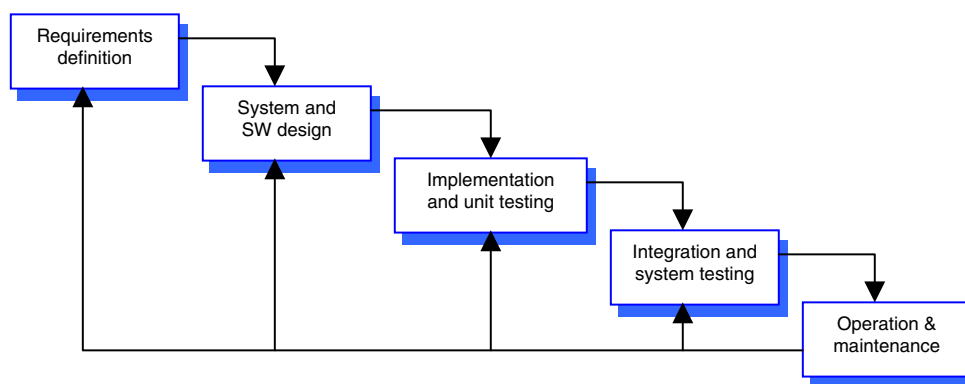 Requirements
definition
System and
SW design
Implementation
and unit testing
Integration and
system testing
Operation &
maintenance